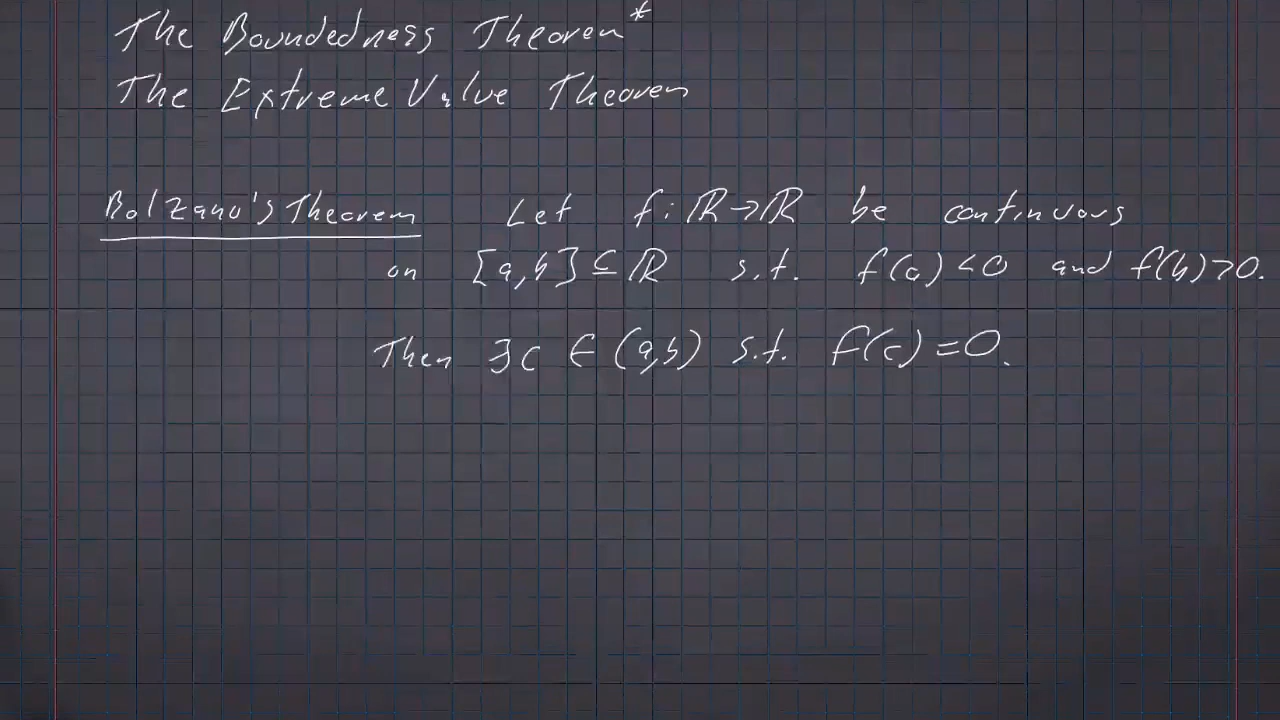 The Boundedness Theorem*
The Extreme Value Theorem
Bolzano's Theorem Let f: ℝ→ℝ be continuous
on [a,b]⊆ℝ s.t. f(a)<0 and f(b)>0.
Then ∃c ∈ (a,b) s.t. f(c)=0.